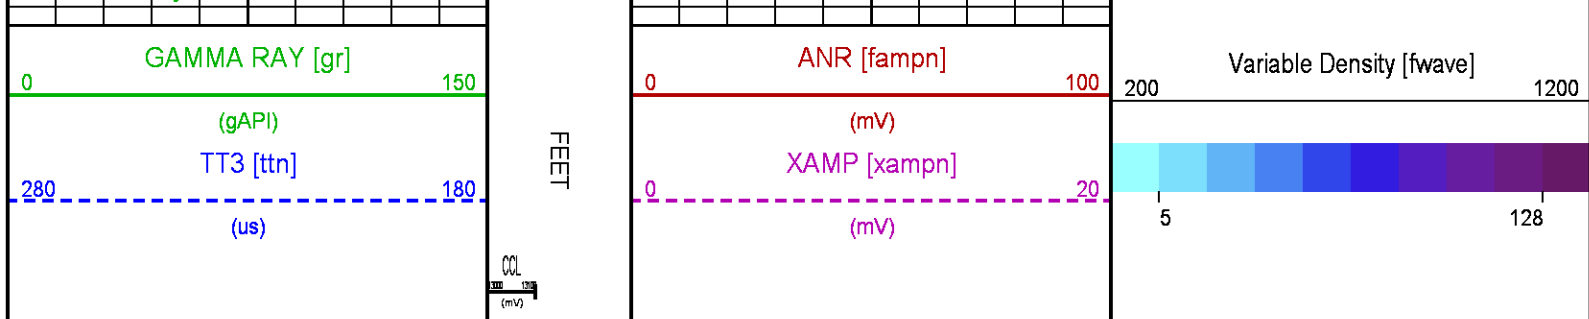 GAMMA RAY [gr]
0 150
(gAPI)
TT3 [ttn]
280 180
(us)
FEET
CCL
(mV)
ANR [fampn]
0 100
(mV)
XAMP [xampn]
0 20
(mV)
Variable Density [fwave]
200 1200
5 128